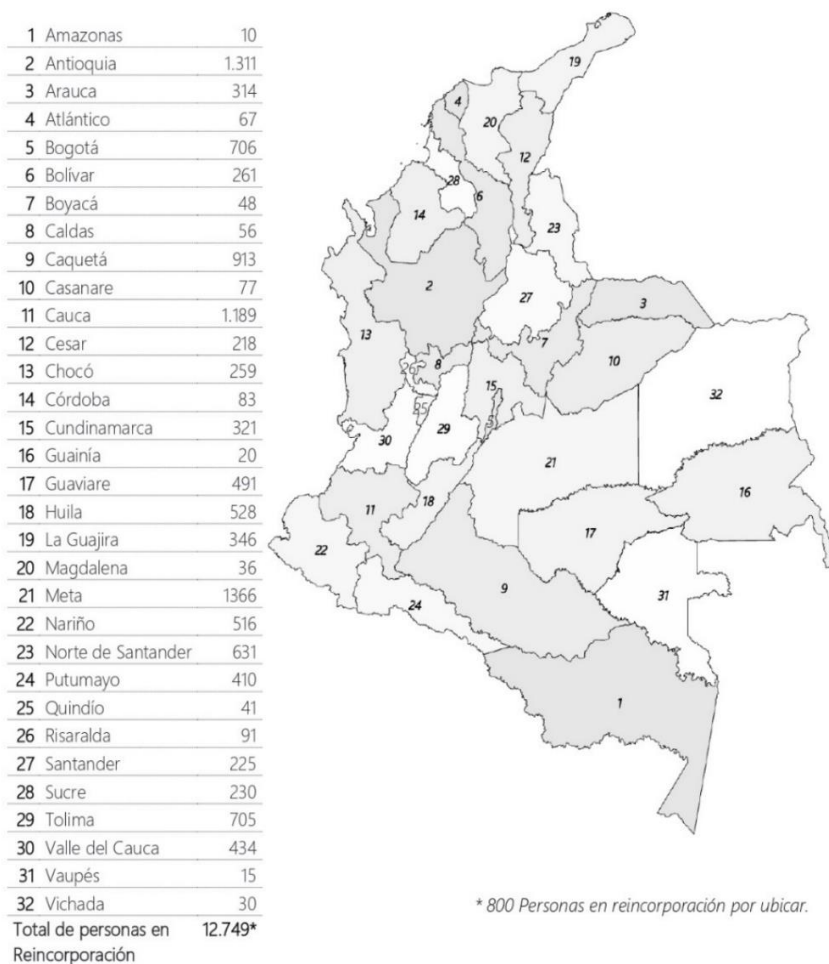 1 Amazonas 10
2 Antioquia 1.311
3 Arauca 314
4 Atlántico 67
5 Bogotá 706
6 Bolívar 261
7 Boyacá 48
8 Caldas 56
9 Caquetá 913
10 Casanare 77
11 Cauca 1.189
12 Cesar 218
13 Chocó 259
14 Córdoba 83
15 Cundinamarca 321
16 Guainía 20
17 Guaviare 491
18 Huila 528
19 La Guajira 346
20 Magdalena 36
21 Meta 1366
22 Nariño 516
23 Norte de Santander 631
24 Putumayo 410
25 Quindío 41
26 Risaralda 91
27 Santander 225
28 Sucre 230
29 Tolima 705
30 Valle del Cauca 434
31 Vaupés 15
32 Vichada 30
Total de personas en 12.749*
Reincorporación
19
4
20
12
28
6
14
23
2
27
3
13
7
10
26
8
15
32
25
5
29
30
21
16
18
11
17
22
9
31
24
1
* 800 Personas en reincorporación por ubicar.